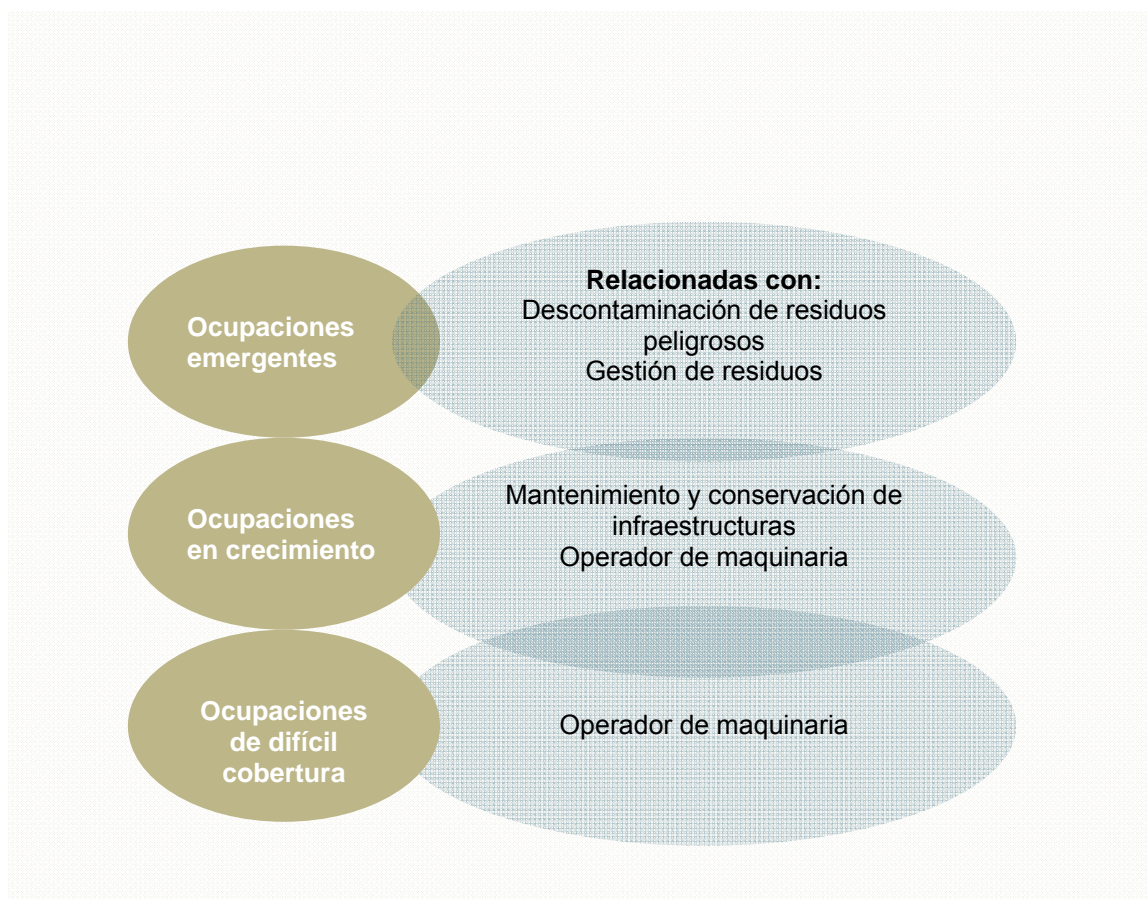 Ocupaciones
emergentes
Relacionadas con:
Descontaminación de residuos
peligrosos
Gestión de residuos
Ocupaciones
en crecimiento
Mantenimiento y conservación de
infraestructuras
Operador de maquinaria
Ocupaciones
de difícil
cobertura
Operador de maquinaria